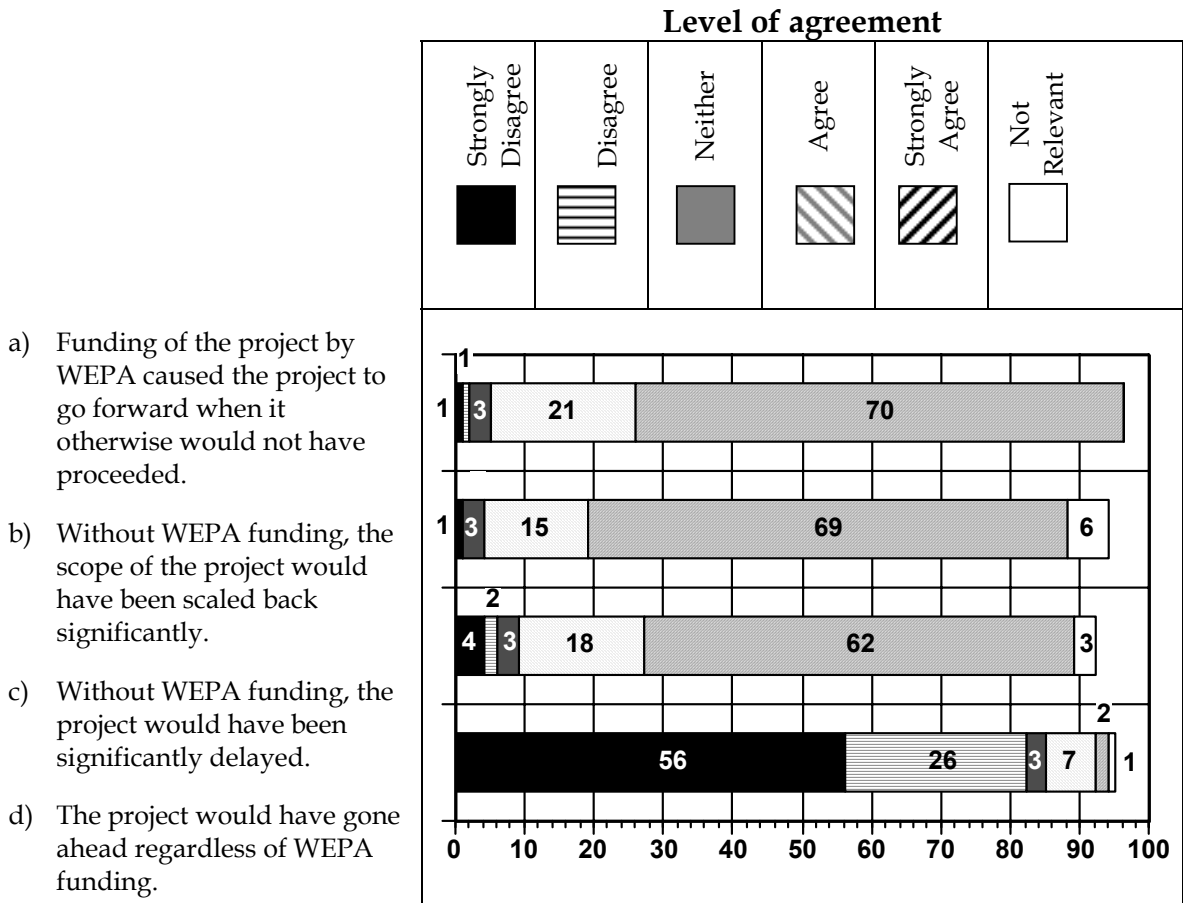 Level of agreement
Strongly
Disagree
Disagree
Neither
Agree
Strongly
Agree
Not
Relevant
a) Funding of the project by
WEPA caused the project to
go forward when it
otherwise would not have
proceeded.
b) Without WEPA funding, the
scope of the project would
have been scaled back
significantly.
c) Without WEPA funding, the
project would have been
significantly delayed.
d) The project would have gone
ahead regardless of WEPA
funding.
1
1 3 21 70
1 3 15 69 6
2
4 3 18 62 3
2
56 26 3 7 1
0 10 20 30 40 50 60 70 80 90 100